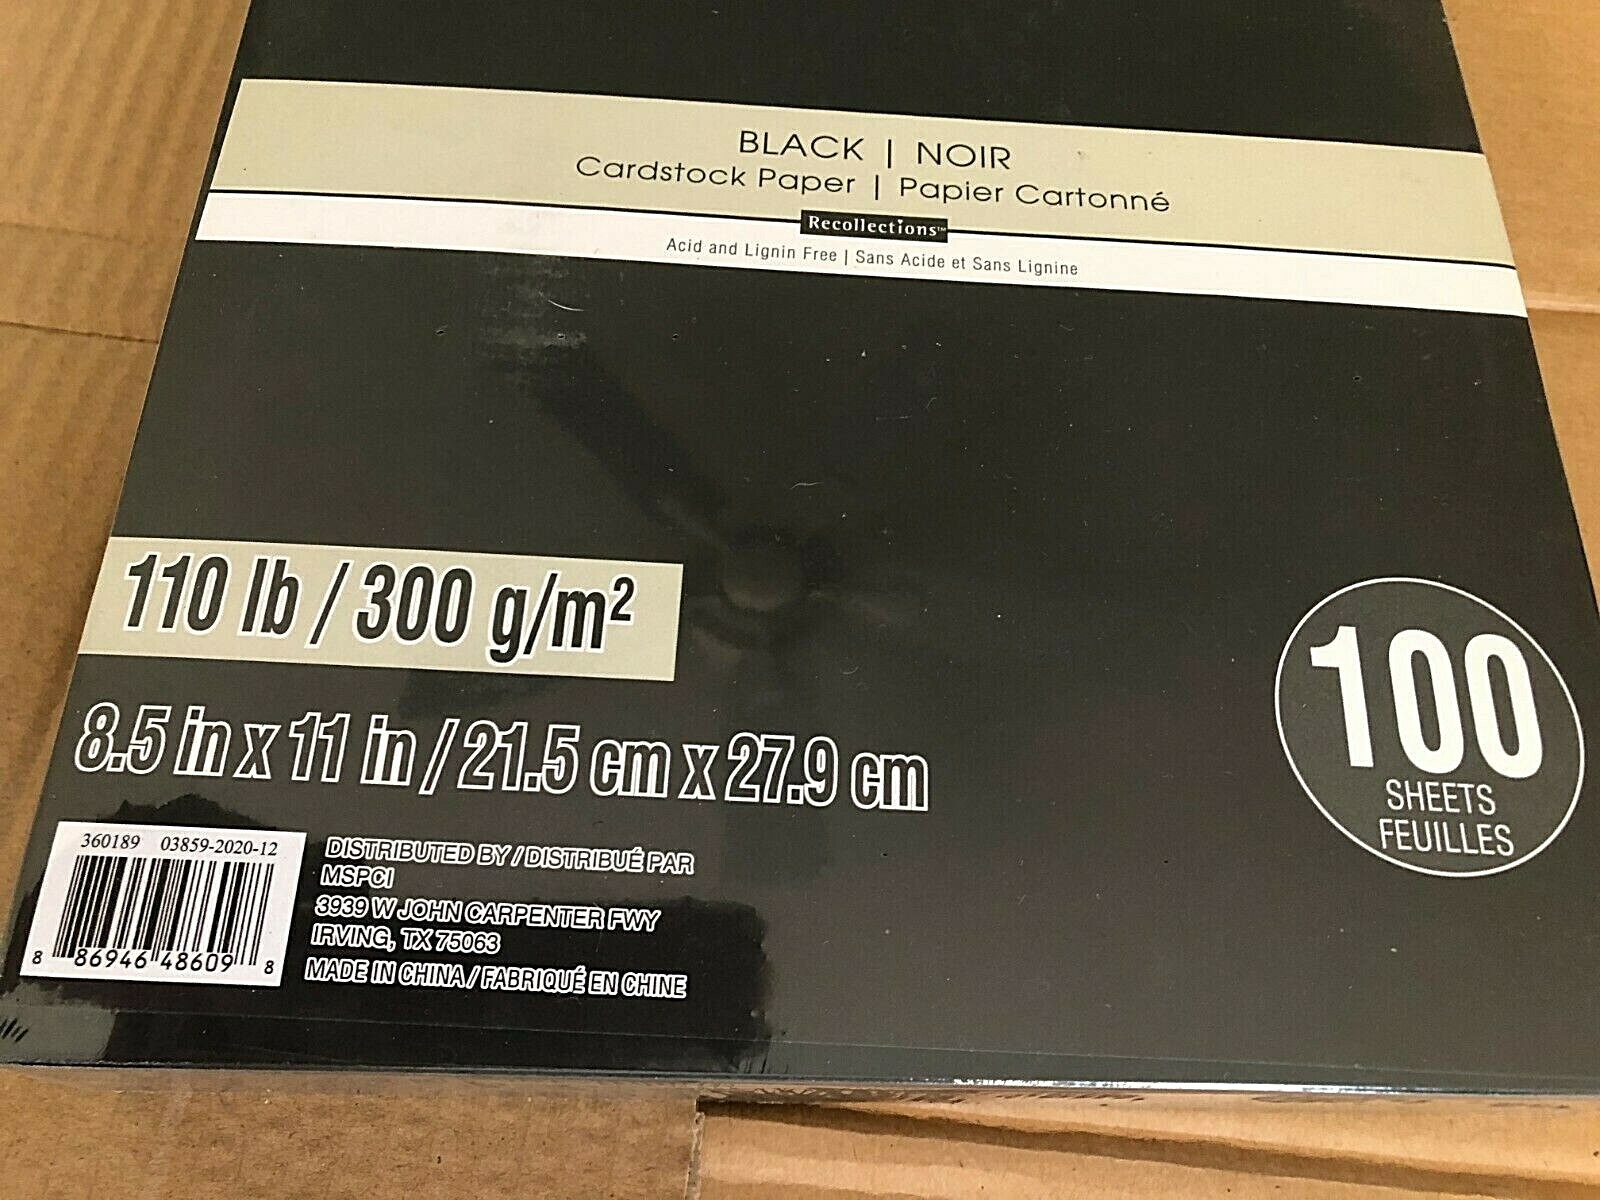 BLACK | NOIR
Cardstock Paper | Papier Cartonné
Recollections™
Acid and Lignin Free | Sans Acide et Sans Lignine
110 lb / 300 g/m²
8.5 in x 11 in / 21.5 cm x 27.9 cm
100
SHEETS
FEUILLES
360189 03859-2020-12
8 86946 48609 8
DISTRIBUTED BY / DISTRIBUÉ PAR
MSPCI
3939 W JOHN CARPENTER FWY
IRVING, TX 75063
MADE IN CHINA / FABRIQUÉ EN CHINE